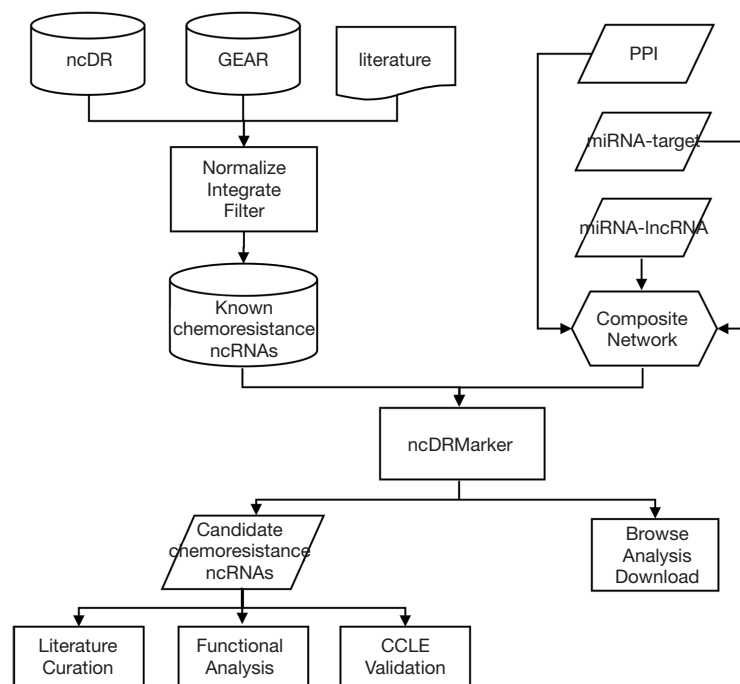 ncDR
GEAR
literature
PPI
miRNA-target
Normalize
Integrate
Filter
miRNA-lncRNA
Known
chemoresistance
ncRNAs
Composite
Network
ncDRMarker
Candidate
chemoresistance
ncRNAs
Browse
Analysis
Download
Literature
Curation
Functional
Analysis
CCLE
Validation